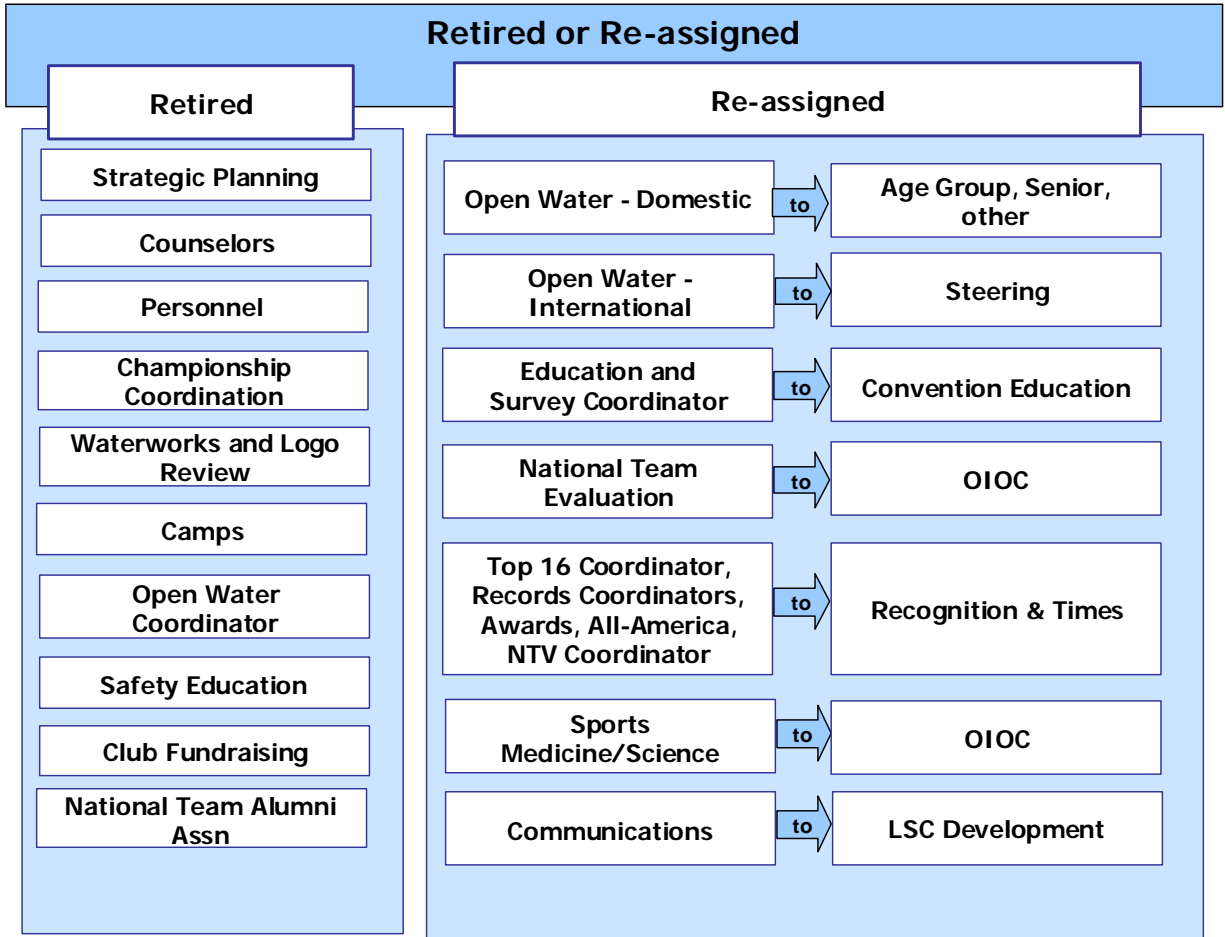 Retired or Re-assigned
Retired
Strategic Planning
Counselors
Personnel
Championship
Coordination
Waterworks and Logo
Review
Camps
Open Water
Coordinator
Safety Education
Club Fundraising
National Team Alumni
Assn
Re-assigned
Open Water - Domestic
to
Age Group, Senior,
other
Open Water -
International
to
Steering
Education and
Survey Coordinator
to
Convention Education
National Team
Evaluation
to
OIOC
Top 16 Coordinator,
Records Coordinators,
Awards, All-America,
NTV Coordinator
to
Recognition & Times
Sports
Medicine/Science
to
OIOC
Communications
to
LSC Development